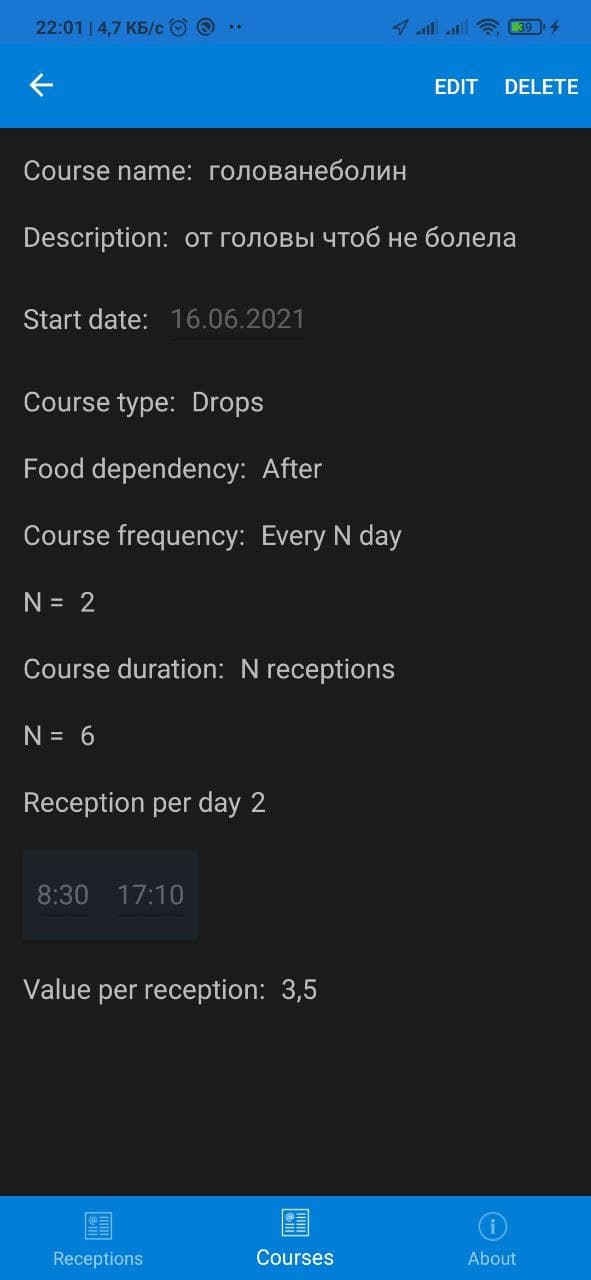 22:01 | 4,7 КБ/с
39
EDIT DELETE
Course name: голованеболин
Description: от головы чтоб не болела
Start date: 16.06.2021
Course type: Drops
Food dependency: After
Course frequency: Every N day
N = 2
Course duration: N receptions
N = 6
Reception per day 2
8:30 17:10
Value per reception: 3,5
Receptions Courses About